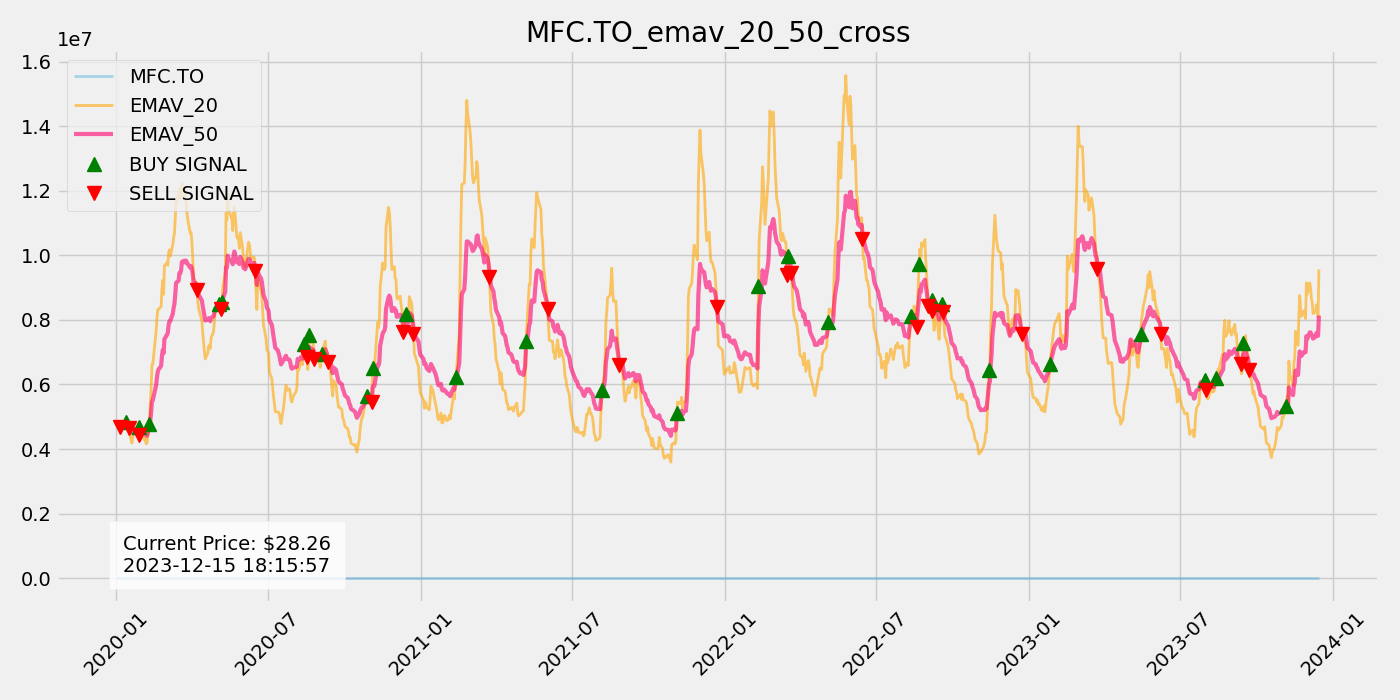 MFC.TO_emav_20_50_cross
1e7
1.6
1.4
1.2
1.0
0.8
0.6
0.4
0.2
0.0
MFC.TO
EMAV_20
EMAV_50
BUY SIGNAL
SELL SIGNAL
Current Price: $28.26
2023-12-15 18:15:57
2020-01
2020-07
2021-01
2021-07
2022-01
2022-07
2023-01
2023-07
2024-01